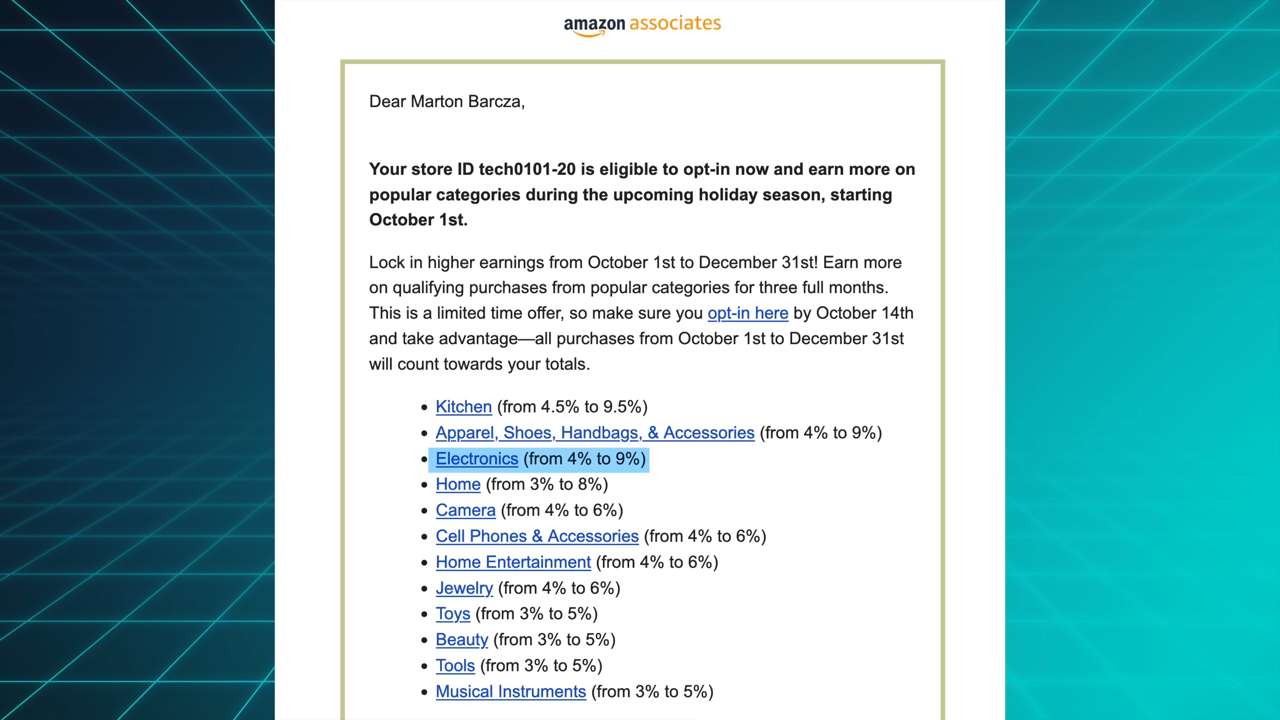 amazon associates
Dear Marton Barcza,
Your store ID tech0101-20 is eligible to opt-in now and earn more on
popular categories during the upcoming holiday season, starting
October 1st.
Lock in higher earnings from October 1st to December 31st! Earn more
on qualifying purchases from popular categories for three full months.
This is a limited time offer, so make sure you opt-in here by October 14th
and take advantage—all purchases from October 1st to December 31st
will count towards your totals.
• Kitchen (from 4.5% to 9.5%)
• Apparel, Shoes, Handbags, & Accessories (from 4% to 9%)
• Electronics (from 4% to 9%)
• Home (from 3% to 8%)
• Camera (from 4% to 6%)
• Cell Phones & Accessories (from 4% to 6%)
• Home Entertainment (from 4% to 6%)
• Jewelry (from 4% to 6%)
• Toys (from 3% to 5%)
• Beauty (from 3% to 5%)
• Tools (from 3% to 5%)
• Musical Instruments (from 3% to 5%)